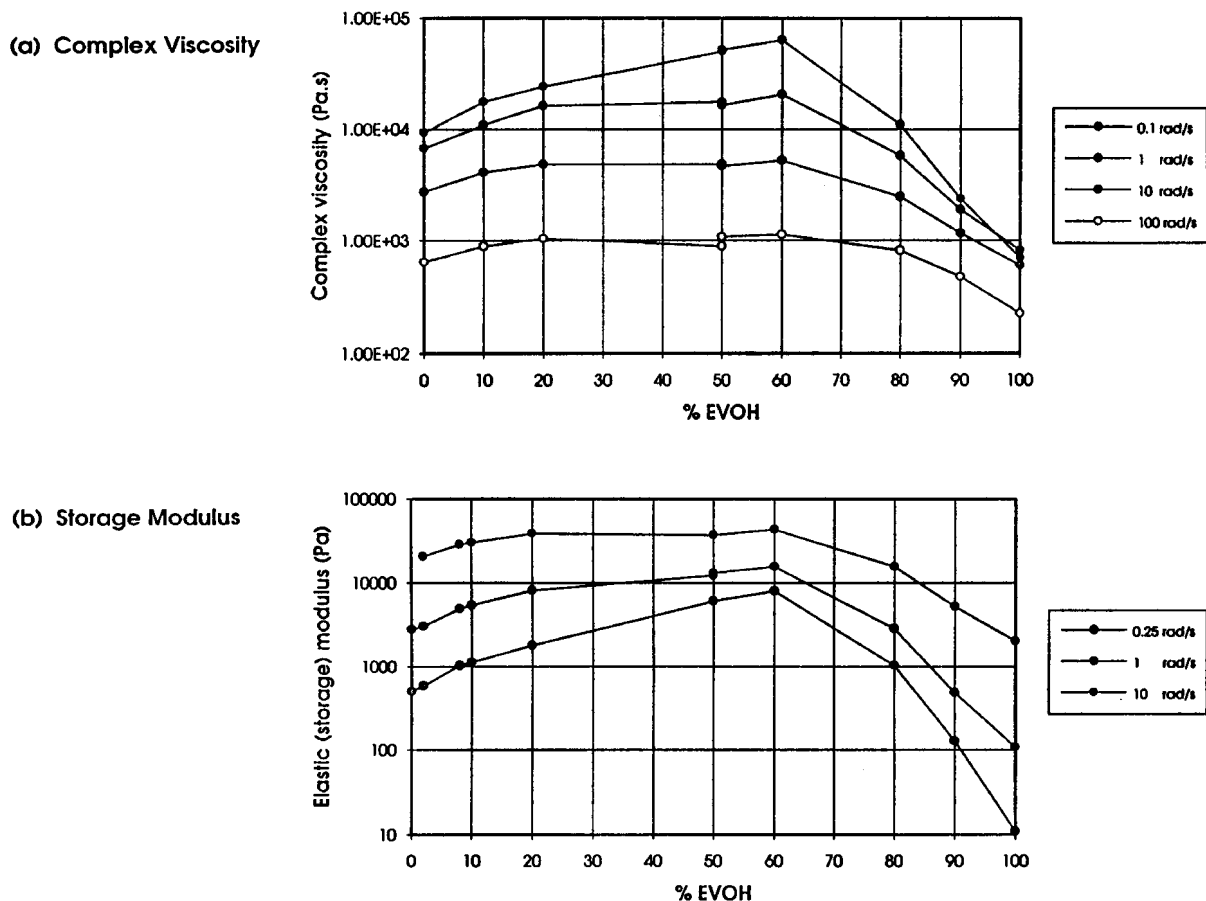 (a) Complex Viscosity
Complex viscosity (Pa.s)
1.00E+05
1.00E+04
1.00E+03
1.00E+02
0 10 20 30 40 50 60 70 80 90 100
% EVOH
0.1 rad/s
1 rad/s
10 rad/s
100 rad/s
(b) Storage Modulus
Elastic (storage) modulus (Pa)
100000
10000
1000
100
10
0 10 20 30 40 50 60 70 80 90 100
% EVOH
0.25 rad/s
1 rad/s
10 rad/s